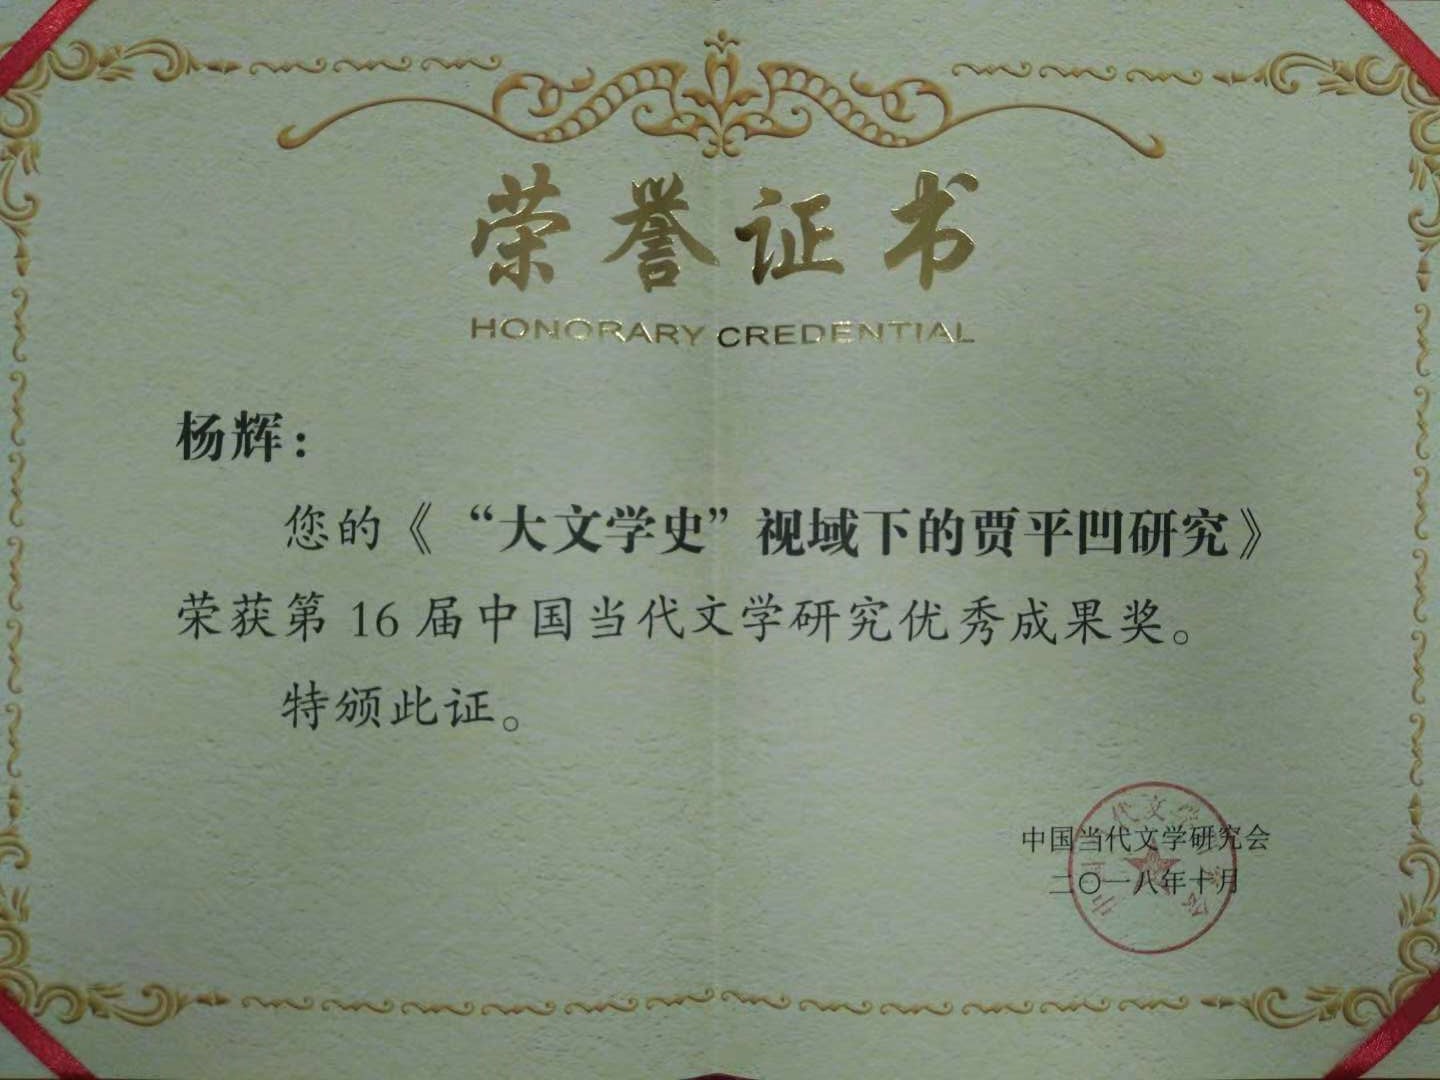 荣誉证书
HONORARY CREDENTIAL
杨辉：
您的《“大文学史”视域下的贾平凹研究》
荣获第 16 届中国当代文学研究优秀成果奖。
特颁此证。
中国当代文学研究会
二〇一八年十月